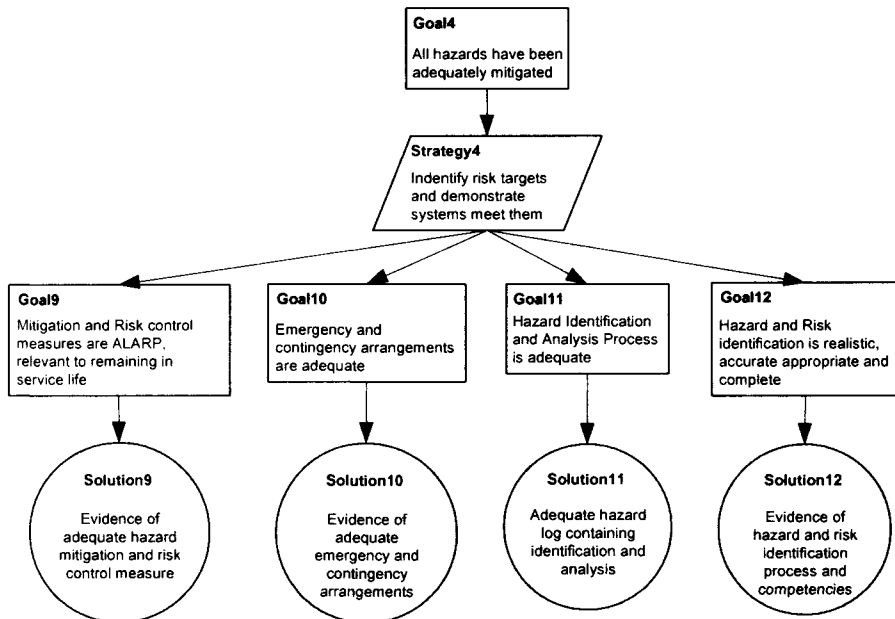 Goal4
All hazards have been
adequately mitigated
Strategy4
Indentify risk targets
and demonstrate
systems meet them
Goal9
Mitigation and Risk control
measures are ALARP,
relevant to remaining in
service life
Goal10
Emergency and
contingency arrangements
are adequate
Goal11
Hazard Identification
and Analysis Process
is adequate
Goal12
Hazard and Risk
identification is realistic,
accurate appropriate and
complete
Solution9
Evidence of
adequate hazard
mitigation and risk
control measure
Solution10
Evidence of
adequate
emergency and
contingency
arrangements
Solution11
Adequate hazard
log containing
identification and
analysis
Solution12
Evidence of
hazard and risk
identification
process and
competencies